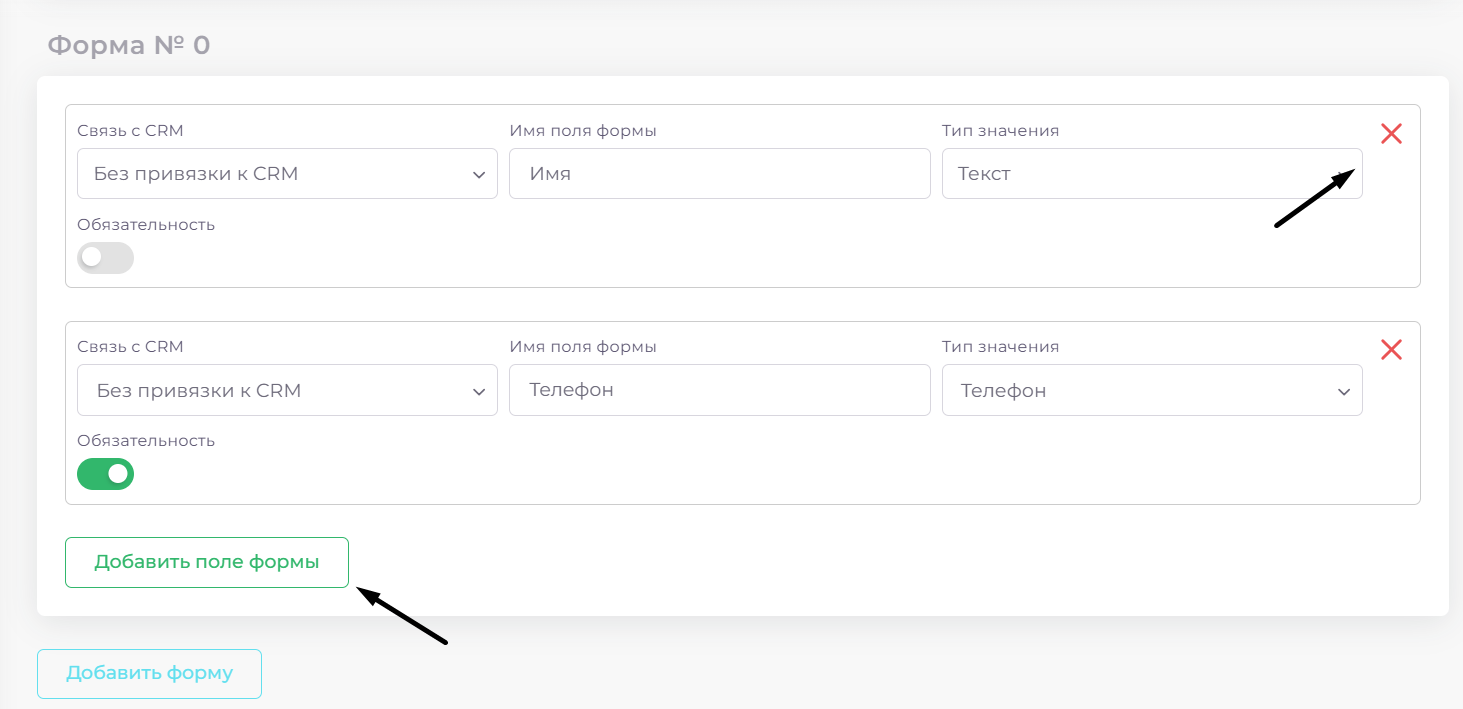 Форма № 0
Связь с CRM Имя поля формы Тип значения
Без привязки к CRM Имя Текст
Обязательность
Связь с CRM Имя поля формы Тип значения
Без привязки к CRM Телефон Телефон
Обязательность
Добавить поле формы
Добавить форму